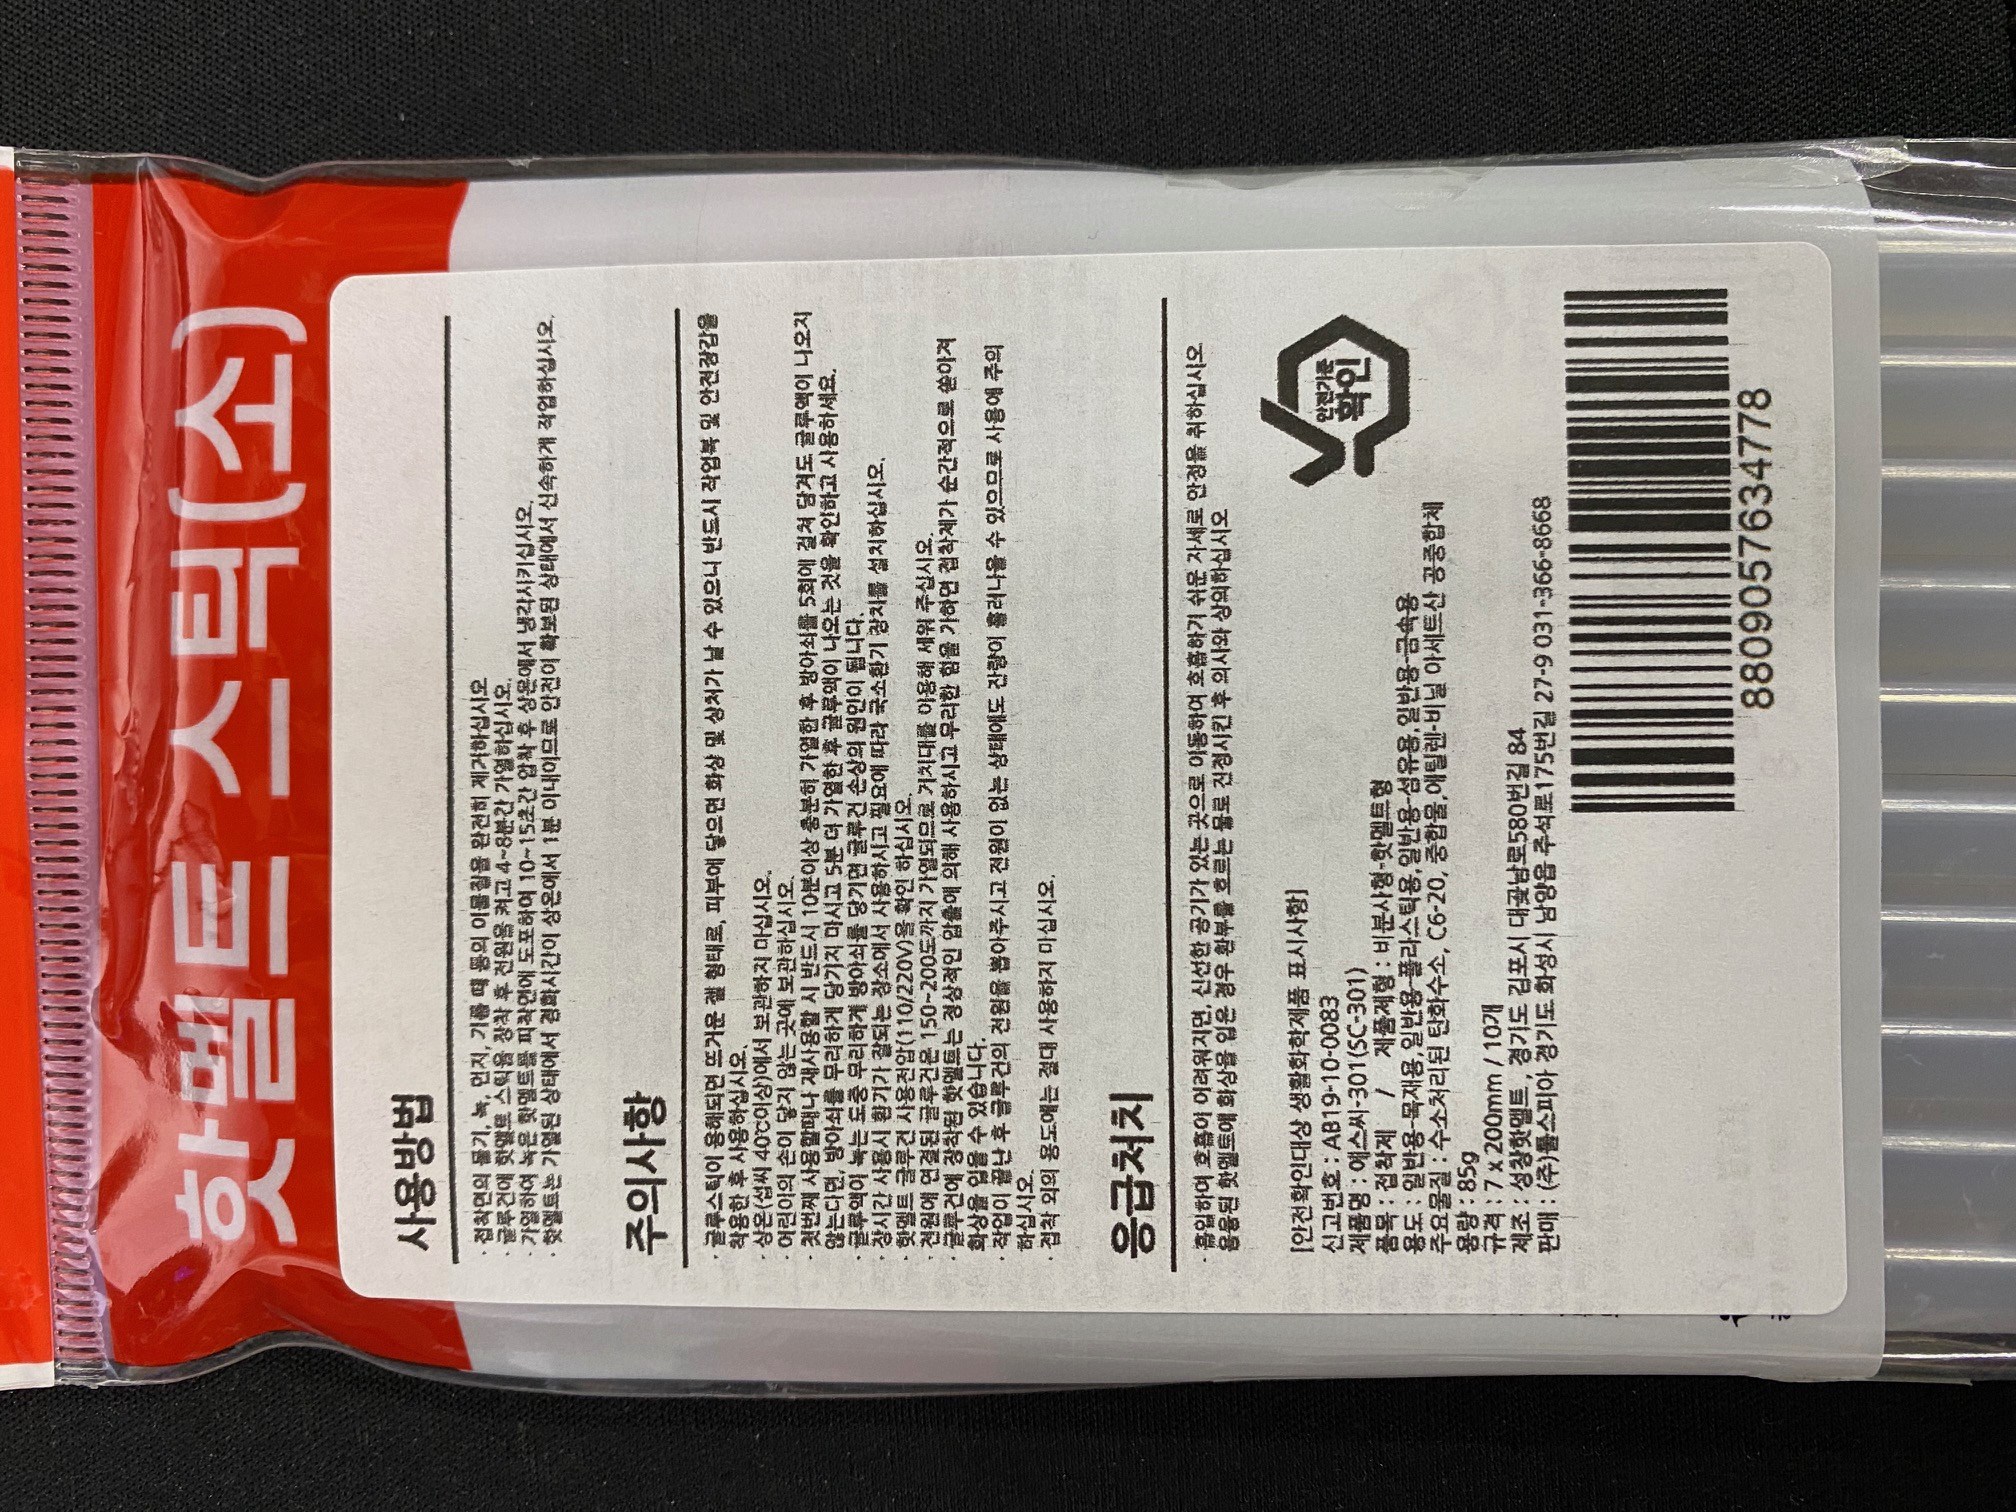 핫멜트 스틱(소)
사용방법
· 접착면의 물기, 녹, 먼지, 기름 때 등의 이물질을 완전히 제거하십시오
· 글루건에 핫멜트 스틱을 장착 후 전원을 켜고 4~8분간 가열하십시오.
· 가열하여 녹은 핫멜트를 피착면에 도포하여 10~15초간 압착 후 상온에서 냉각시키십시오.
· 핫멜트는 가열된 상태에서 경화시간이 상온에서 1분 이내이므로 안전이 확보된 상태에서 신속하게 작업하십시오.
주의사항
· 글루스틱이 용해되면 뜨거운 겔 형태로, 피부에 닿으면 화상 및 상처가 날 수 있으니 반드시 작업복 및 안전장갑을
착용한 후 사용하십시오.
· 상온(섭씨 40℃이상)에서 보관하지 마십시오.
· 어린이의 손이 닿지 않는 곳에 보관하십시오.
· 첫번째 사용할때나 재사용할 시 반드시 10분이상 충분히 가열한 후 방아쇠를 5회에 걸쳐 당겨도 글루액이 나오지
않는다면, 방아쇠를 무리하게 당기지 마시고 5분 더 가열한 후 글루액이 나오는 것을 확인하고 사용하세요.
· 글루액이 녹는 도중 무리하게 방아쇠를 당기면 글루건 손상의 원인이 됩니다.
· 장시간 사용시 환기가 잘되는 장소에서 사용하시고 필요에 따라 국소환기 장치를 설치하십시오.
· 핫멜트 글루건 사용전압(110/220V)을 확인 하십시오.
· 전원에 연결된 글루건은 150~200도까지 가열되므로 거치대를 이용해 세워 주십시오.
· 글루건에 장착된 핫멜트는 정상적인 압출에 의해 사용하시고 무리한 힘을 가하면 접착제가 순간적으로 쏟아져
화상을 입을 수 있습니다.
· 작업이 끝난 후 글루건의 전원을 뽑아주시고 전원이 없는 상태에도 잔량이 흘러나올 수 있으므로 사용에 주의
하십시오.
· 접착 외의 용도에는 절대 사용하지 마십시오.
응급처치
· 흡입하여 호흡이 어려워지면, 신선한 공기가 있는 곳으로 이동하여 호흡하기 쉬운 자세로 안정을 취하십시오
· 용융된 핫멜트에 화상을 입은 경우 환부를 흐르는 물로 진정시킨 후 의사와 상의하십시오
[안전확인대상 생활화학제품 표시사항]
신고번호 : AB19-10-0083
제품명 : 에스씨-301(SC-301)
품목 : 접착제 / 제품제형 : 비분사형-핫멜트형
용도 : 일반용-목재용,일반용-플라스틱용,일반용-섬유용,일반용-금속용
주요물질 : 수소처리된 탄화수소, C6-20, 중합물,에틸렌-비닐 아세트산 공중합체
용량 : 85g
규격 : 7 x 200mm / 10개
제조 : 성창핫멜트, 경기도 김포시 대곶남로580번길 84
판매 : (주)툴스피아 경기도 화성시 남양읍 주석로175번길 27-9 031-366-8668
안전기준
확인
8809057634778